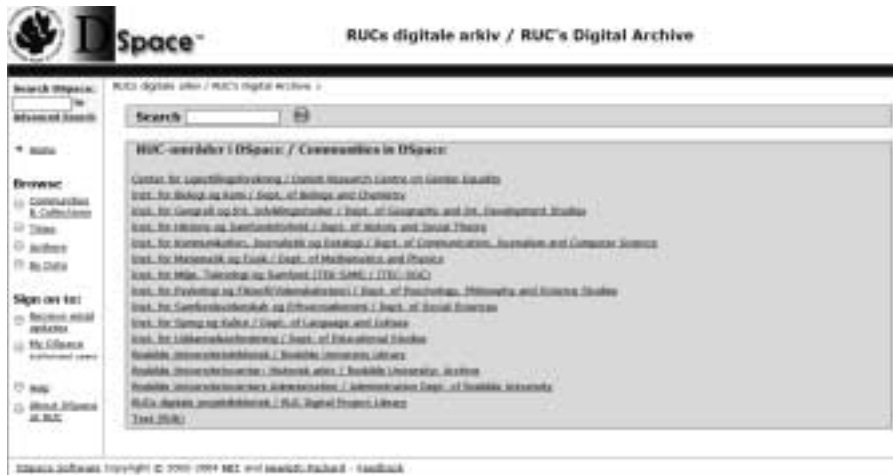 DSpace™
RUCs digitale arkiv / RUC's Digital Archive
Search DSpace:
RUCs digitale arkiv / RUC's Digital Archive >
Go
Advanced Search
Search
Home
RUC-områder i DSpace / Communities in DSpace
Center for Ligestillingsforskning / Danish Research Centre on Gender Equality
Inst. for Biologi og Kemi / Dept. of Biology and Chemistry
Browse
Communities
& Collections
Inst. for Geografi og Int. Udviklingsstudier / Dept. of Geography and Int. Development Studies
Inst. for Historie og Samfundsforhold / Dept. of History and Social Theory
Titles
Authors
Inst. for Kommunikation, Journalistik og Datalogi / Dept. of Communication, Journalism and Computer Science
Inst. for Matematik og Fysik / Dept. of Mathematics and Physics
By Date
Inst. for Miljø, Teknologi og Samfund (TEK-SAM) / (TEC-SOC)
Inst. for Psykologi og Filosofi/Videnskabsteori / Dept. of Psychology, Philosophy and Science Studies
Sign on to:
Inst. for Samfundsvidenskab og Erhvervsøkonomi / Dept. of Social Sciences
Receive email
updates
Inst. for Sprog og Kultur / Dept. of Language and Culture
Inst. for Uddannelsesforskning / Dept. of Educational Studies
My DSpace
authorized users
Roskilde Universitetsbibliotek / Roskilde University Library
Roskilde Universitetscenter: Historisk arkiv / Roskilde University: Archive
Roskilde Universitetscenters Administration / Administration Dept. of Roskilde University
Help
RUCs digitale projektbibliotek / RUC Digital Project Library
About DSpace
at RUC
Test (RUb)
DSpace Software Copyright © 2002-2004 MIT and Hewlett-Packard - Feedback